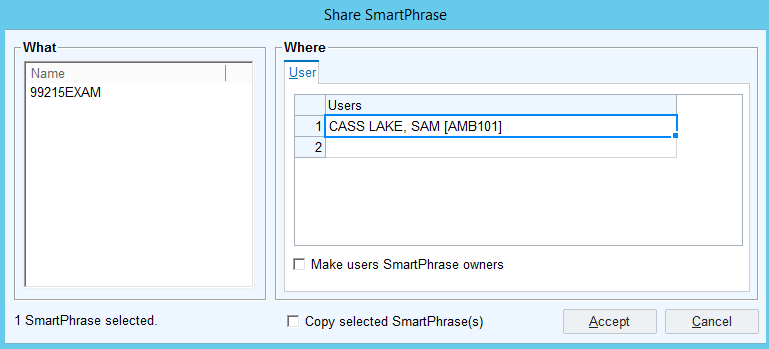 Share SmartPhrase
What
Name
99215EXAM
1 SmartPhrase selected.
Where
User
Users
1 CASS LAKE, SAM [AMB101]
2
Make users SmartPhrase owners
Copy selected SmartPhrase(s)
Accept
Cancel